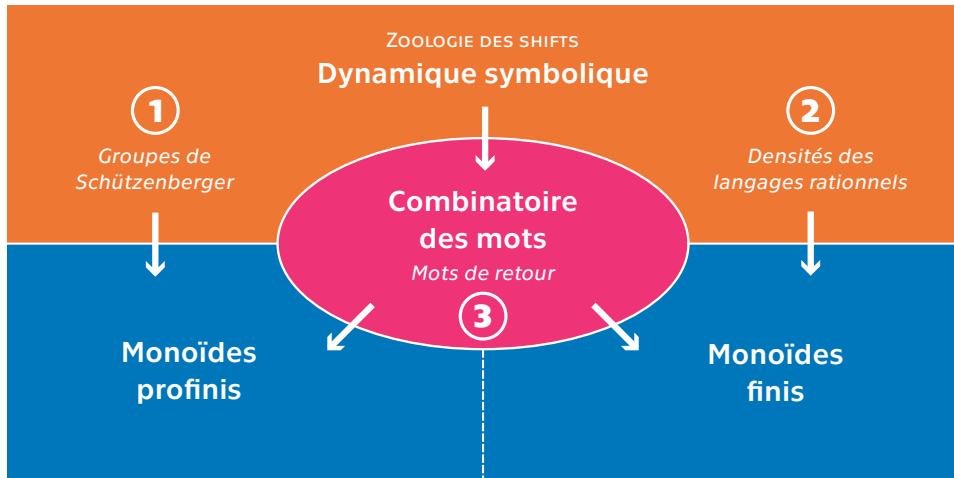 ZOOLOGIE DES SHIFTS
Dynamique symbolique
1
Groupes de
Schützenberger
2
Densités des
langages rationnels
Combinatoire
des mots
Mots de retour
3
Monoïdes
profinis
Monoïdes
finis